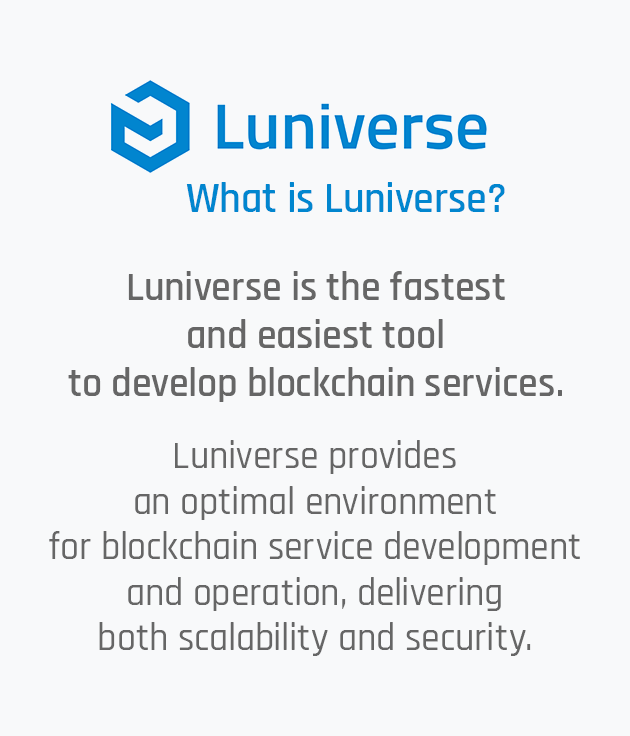 Luniverse
What is Luniverse?
Luniverse is the fastest
and easiest tool
to develop blockchain services.
Luniverse provides
an optimal environment
for blockchain service development
and operation, delivering
both scalability and security.